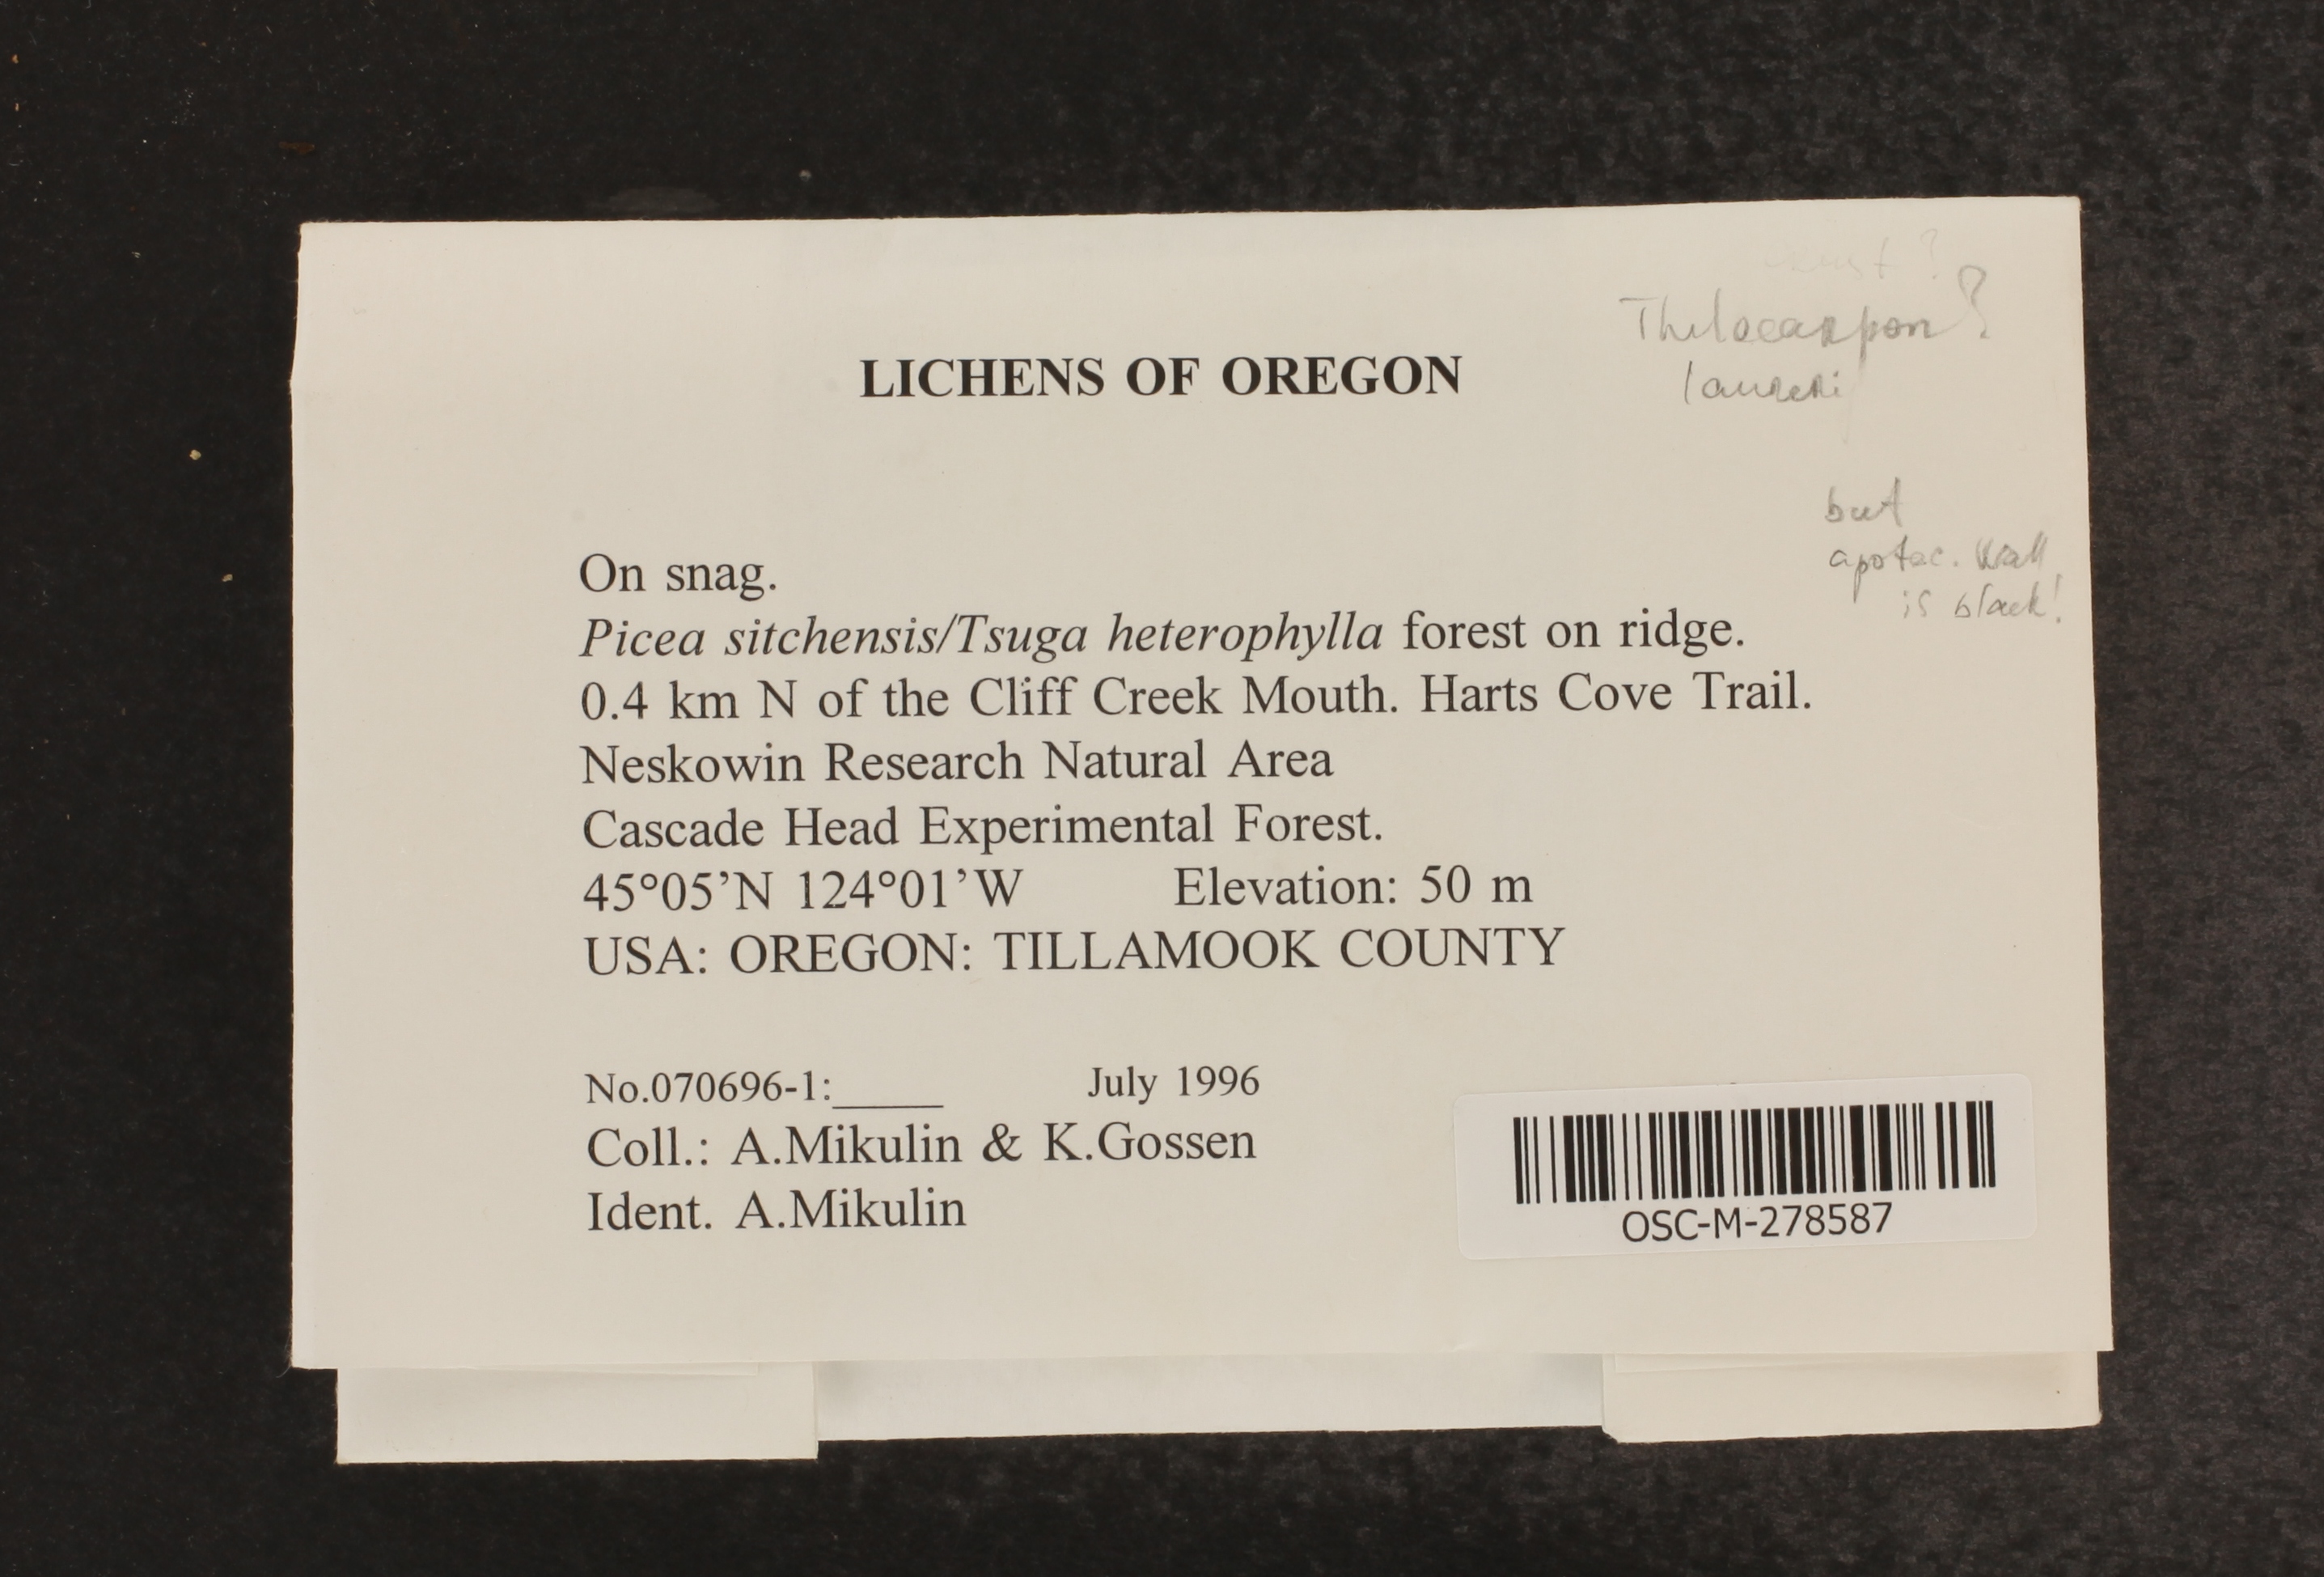 Thelocarpon?
laureri
LICHENS OF OREGON
but
apotec. wall
is black!
On snag.
Picea sitchensis/Tsuga heterophylla forest on ridge.
0.4 km N of the Cliff Creek Mouth. Harts Cove Trail.
Neskowin Research Natural Area
Cascade Head Experimental Forest.
45°05’N 124°01’W Elevation: 50 m
USA: OREGON: TILLAMOOK COUNTY
No.070696-1:_____ July 1996
Coll.: A.Mikulin & K.Gossen
Ident. A.Mikulin
OSC-M-278587